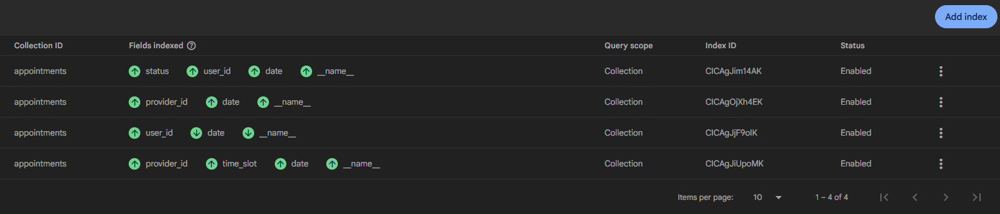 Add index
Collection ID Fields indexed Query scope Index ID Status
appointments status user_id date __name__ Collection CICAgJim14AK Enabled
appointments provider_id date __name__ Collection CICAgOjXh4EK Enabled
appointments user_id date __name__ Collection CICAgJjF9oIK Enabled
appointments provider_id time_slot date __name__ Collection CICAgJiUpoMK Enabled
Items per page: 10 1 – 4 of 4